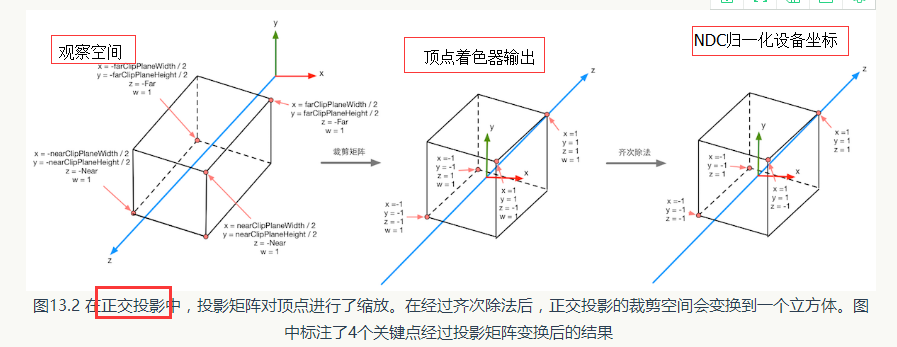 观察空间
顶点着色器输出
NDC归一化设备坐标
y
x
x = -farClipPlaneWidth / 2
y = -farClipPlaneHeight / 2
z = -Far
w = 1
x = farClipPlaneWidth / 2
y = farClipPlaneHeight / 2
z = -Far
w = 1
x = -nearClipPlaneWidth / 2
y = -nearClipPlaneHeight / 2
z = -Near
w = 1
x = nearClipPlaneWidth / 2
y = nearClipPlaneHeight / 2
z = -Near
w = 1
z
裁剪矩阵
z
y
x
x =1
y = 1
z = 1
w = 1
x =-1
y = -1
z = 1
w = 1
x =1
y = 1
z = -1
w = 1
x =-1
y = -1
z = -1
w = 1
齐次除法
z
y
x
x =1
y = 1
z = 1
x =-1
y = -1
z = 1
x =1
y = 1
z = -1
x =-1
y = -1
z = -1
图13.2 在正交投影中，投影矩阵对顶点进行了缩放。在经过齐次除法后，正交投影的裁剪空间会变换到一个立方体。图
中标注了4个关键点经过投影矩阵变换后的结果